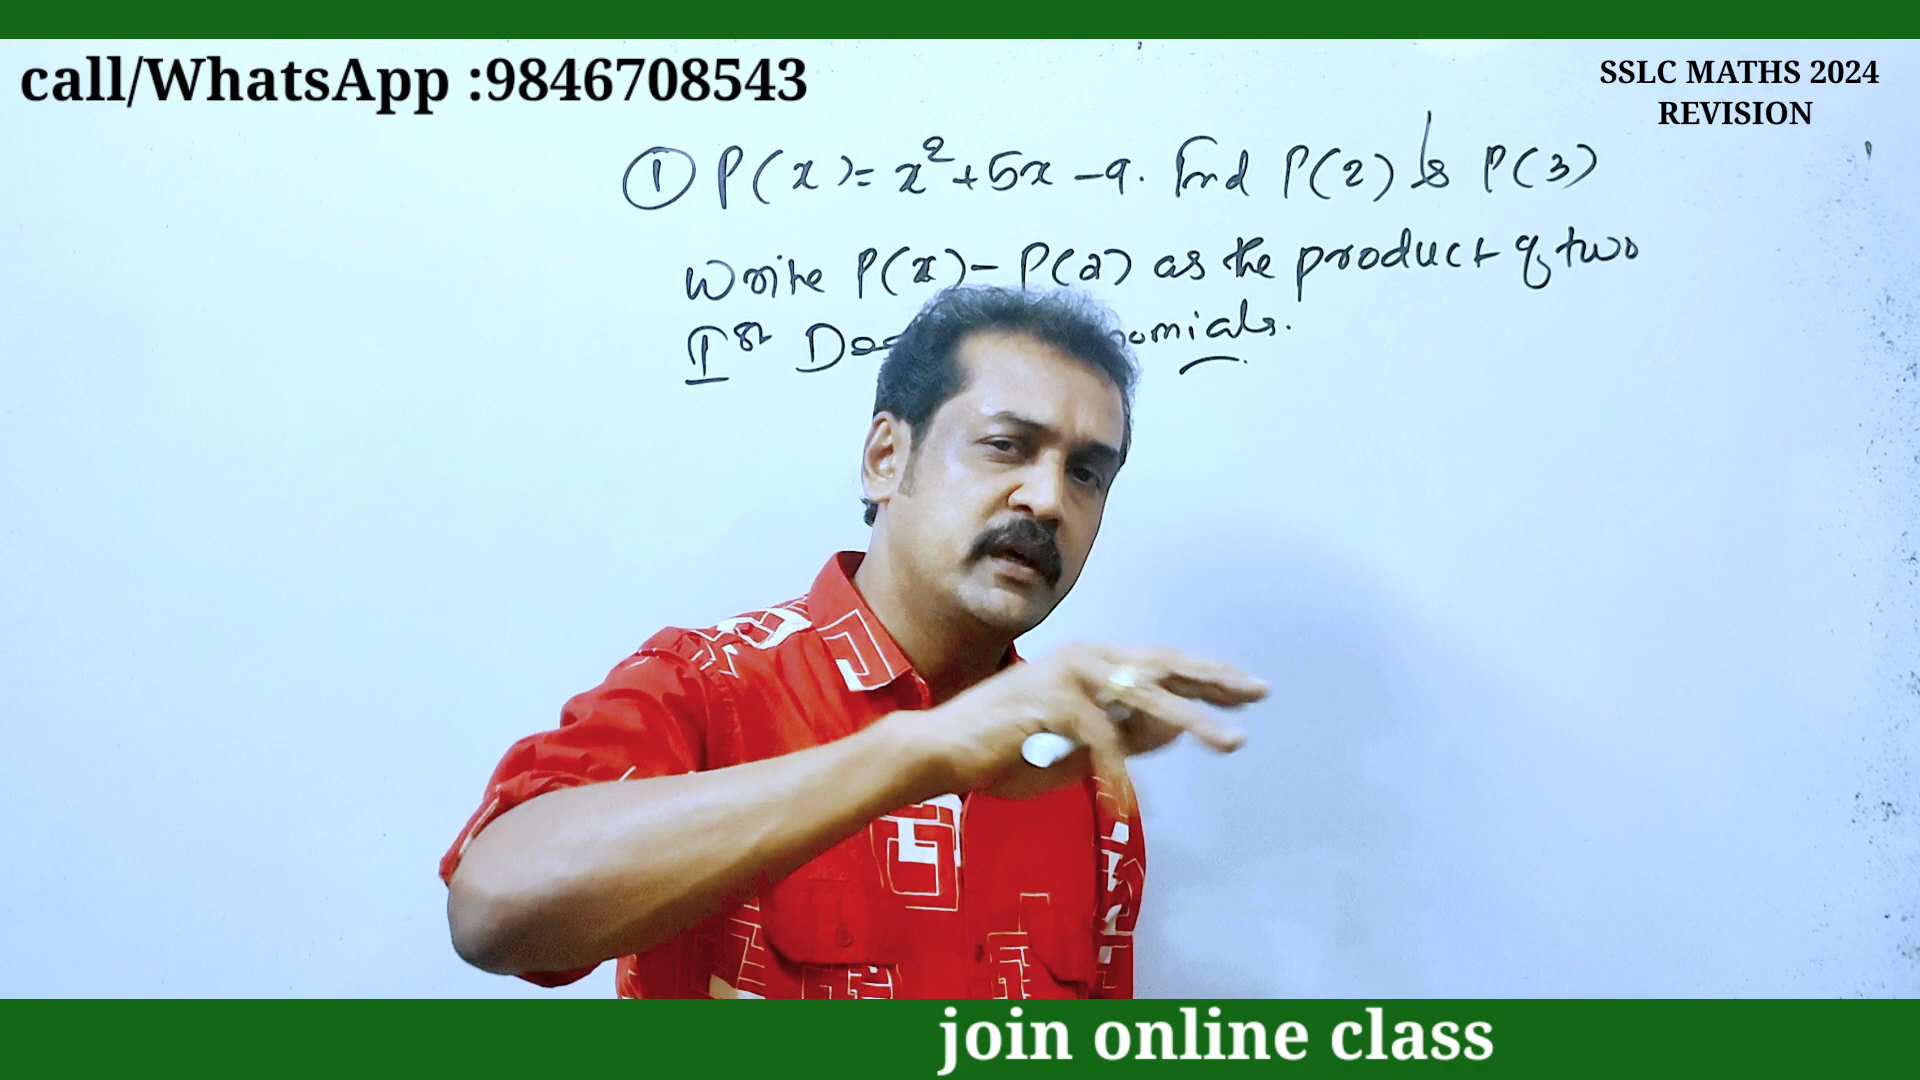 call/WhatsApp :9846708543
SSLC MATHS 2024
REVISION
① P(x)= x²+5x-9. Find P(2) & P(3)
Write P(x)- P(2) as the product of two
Ist
join online class